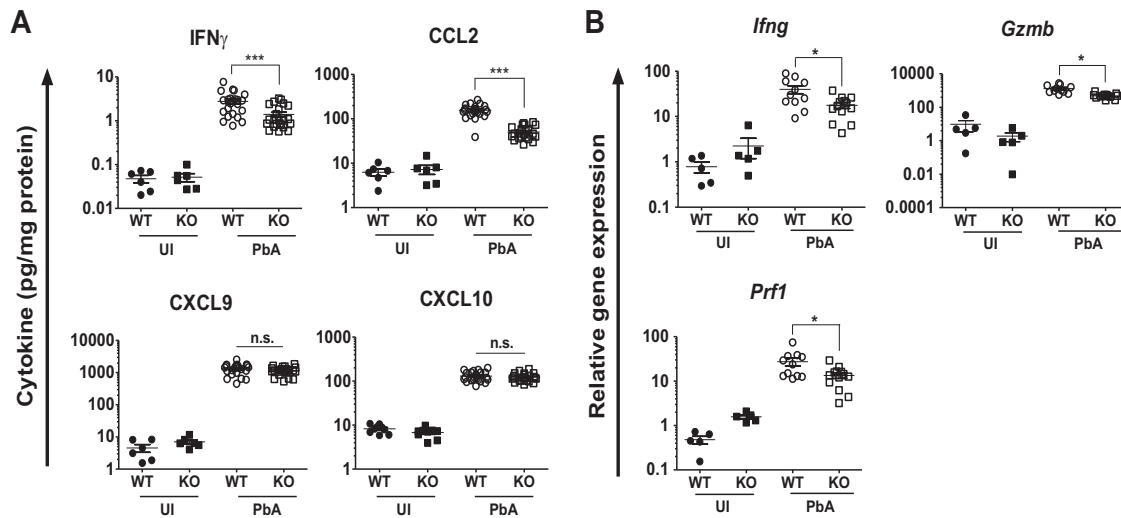 A
Cytokine (pg/mg protein)
IFNγ
10
1
0.1
0.01
***
WT KO WT KO
UI PbA
CCL2
1000
100
10
1
***
WT KO WT KO
UI PbA
CXCL9
10000
1000
100
10
1
n.s.
WT KO WT KO
UI PbA
CXCL10
1000
100
10
1
n.s.
WT KO WT KO
UI PbA
B
Relative gene expression
Ifng
100
10
1
0.1
*
WT KO WT KO
UI PbA
Gzmb
10000
100
1
0.01
0.0001
*
WT KO WT KO
UI PbA
Prf1
100
10
1
0.1
*
WT KO WT KO
UI PbA